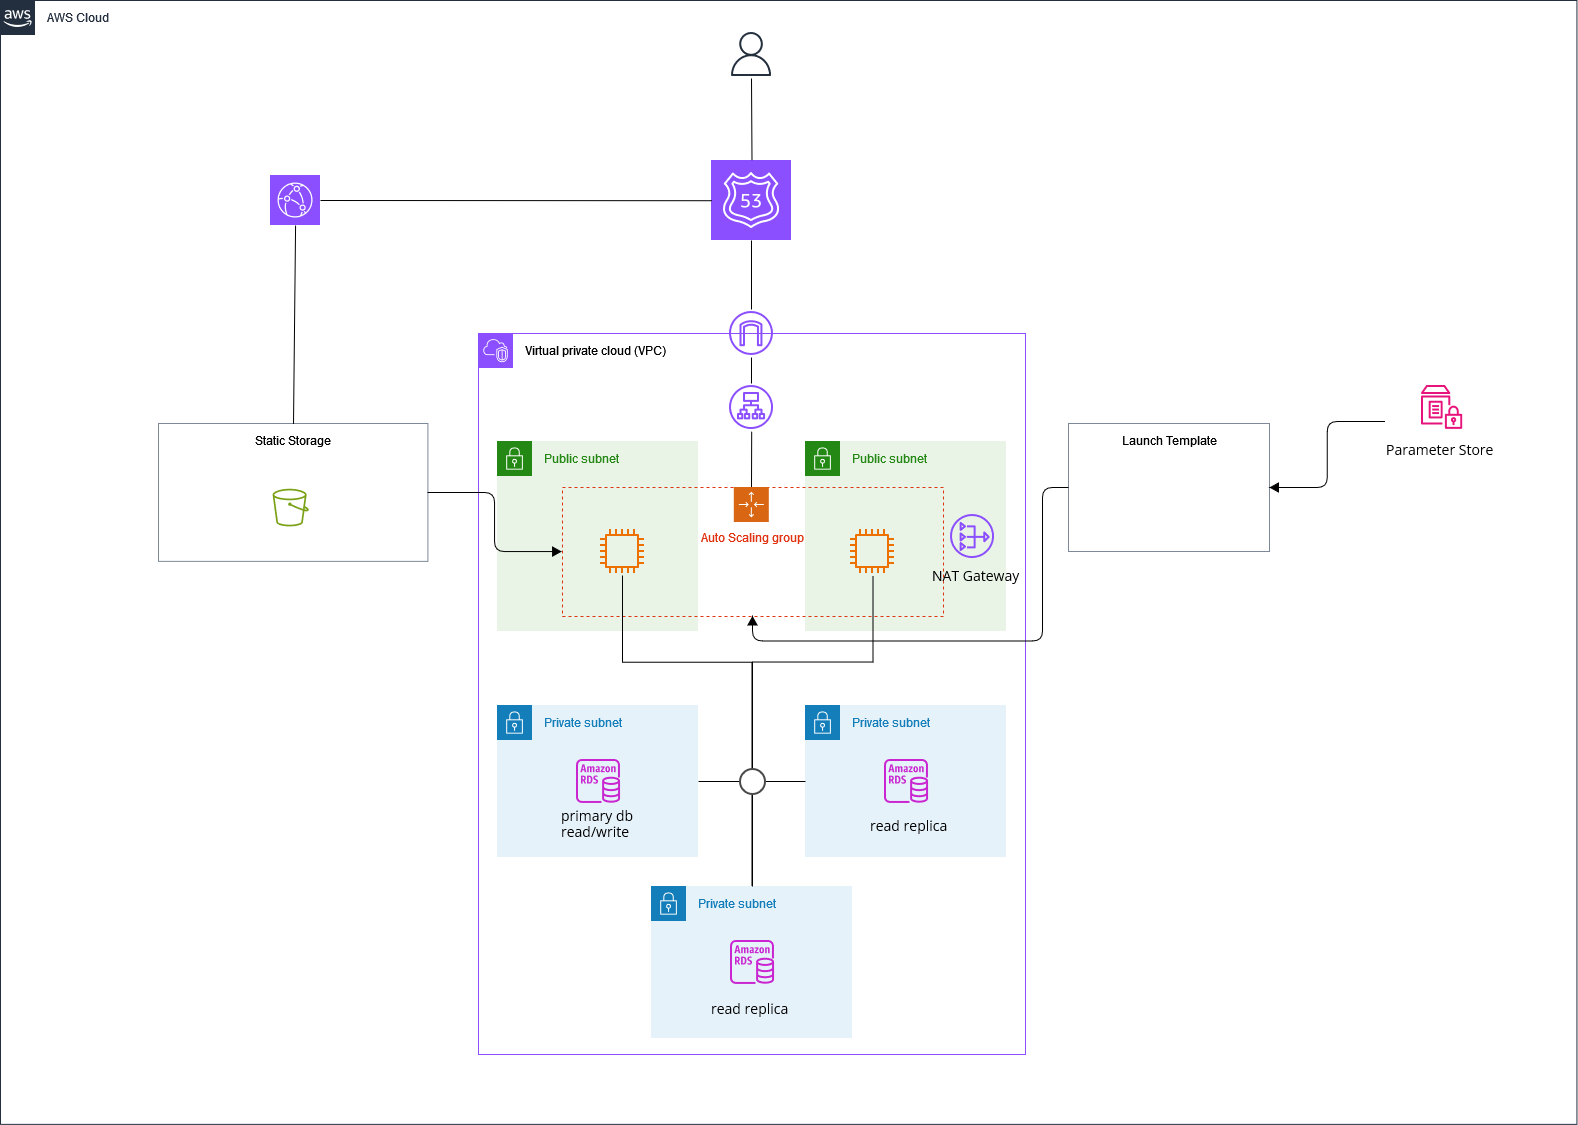 aws
AWS Cloud
53
Virtual private cloud (VPC)
Static Storage
Launch Template
Parameter Store
Public subnet
Public subnet
Auto Scaling group
NAT Gateway
Private subnet
Private subnet
Amazon
RDS
primary db
read/write
Amazon
RDS
read replica
Private subnet
Amazon
RDS
read replica